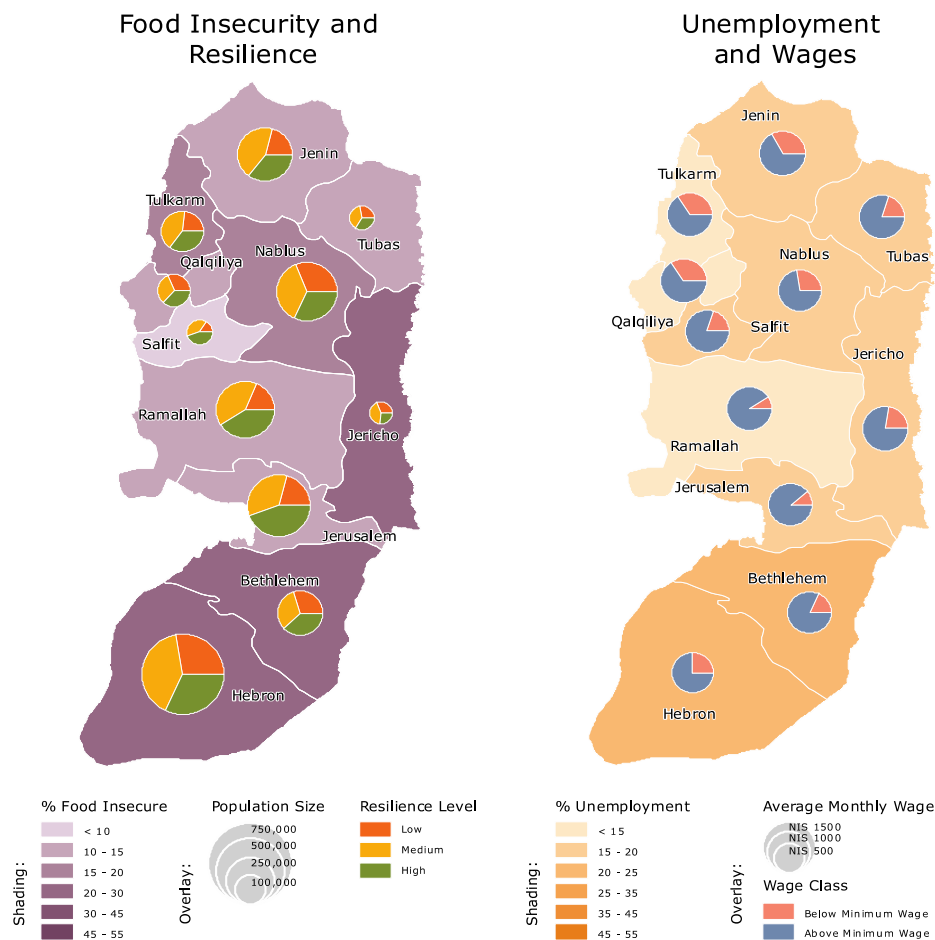 Food Insecurity and
Resilience
Jenin
Tulkarm
Tubas
Nablus
Qalqiliya
Salfit
Ramallah
Jericho
Jerusalem
Bethlehem
Hebron
% Food Insecure
Shading:
< 10
10 - 15
15 - 20
20 - 30
30 - 45
45 - 55
Population Size
Overlay:
750,000
500,000
250,000
100,000
Resilience Level
Low
Medium
High
Unemployment
and Wages
Jenin
Tulkarm
Nablus
Tubas
Qalqiliya
Salfit
Jericho
Ramallah
Jerusalem
Bethlehem
Hebron
% Unemployment
Shading:
< 15
15 - 20
20 - 25
25 - 35
35 - 45
45 - 55
Average Monthly Wage
Overlay:
NIS 1500
NIS 1000
NIS 500
Wage Class
Below Minimum Wage
Above Minimum Wage